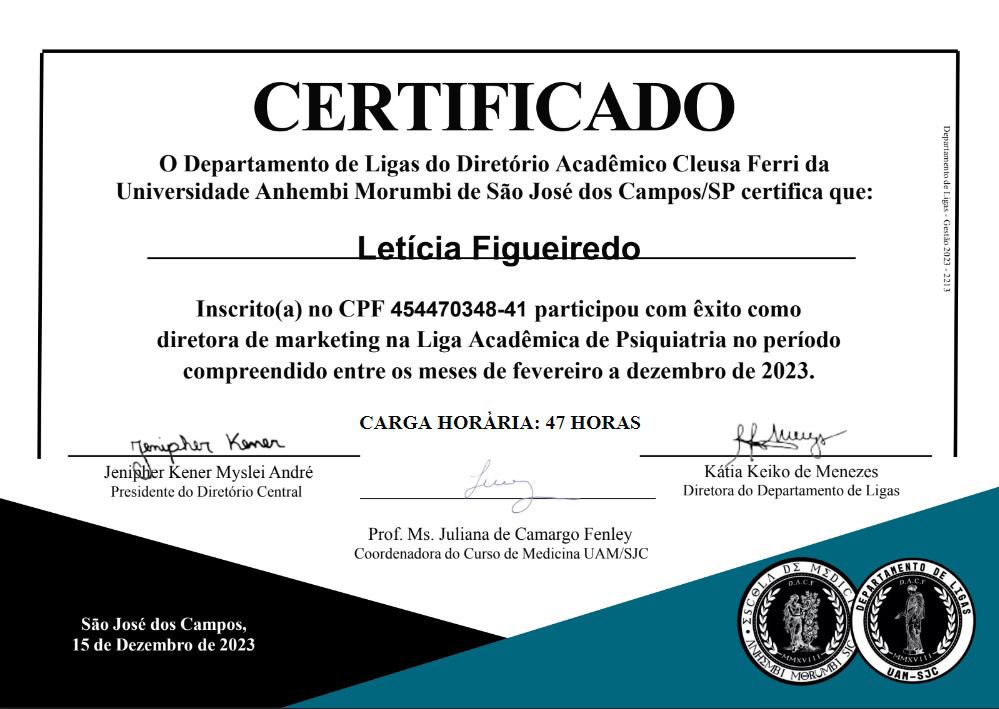 CERTIFICADO
O Departamento de Ligas do Diretório Acadêmico Cleusa Ferri da
Universidade Anhembi Morumbi de São José dos Campos/SP certifica que:
Letícia Figueiredo
Inscrito(a) no CPF 454470348-41 participou com êxito como
diretora de marketing na Liga Acadêmica de Psiquiatria no período
compreendido entre os meses de fevereiro a dezembro de 2023.
CARGA HORÁRIA: 47 HORAS
Departamento de Ligas - Gestão 2023 - 2213
Jenipher Kener
Jenipher Kener Myslei André
Presidente do Diretório Central
Kátia Keiko de Menezes
Diretora do Departamento de Ligas
Prof. Ms. Juliana de Camargo Fenley
Coordenadora do Curso de Medicina UAM/SJC
São José dos Campos,
15 de Dezembro de 2023
ESCOLA DE MEDICI
D.A.C.F
MMXVIII
ANHEMBI MORUMBI SJC
DEPARTAMENTO DE LIGAS
D.A.C.F
MMXVIII
UAM-SJC